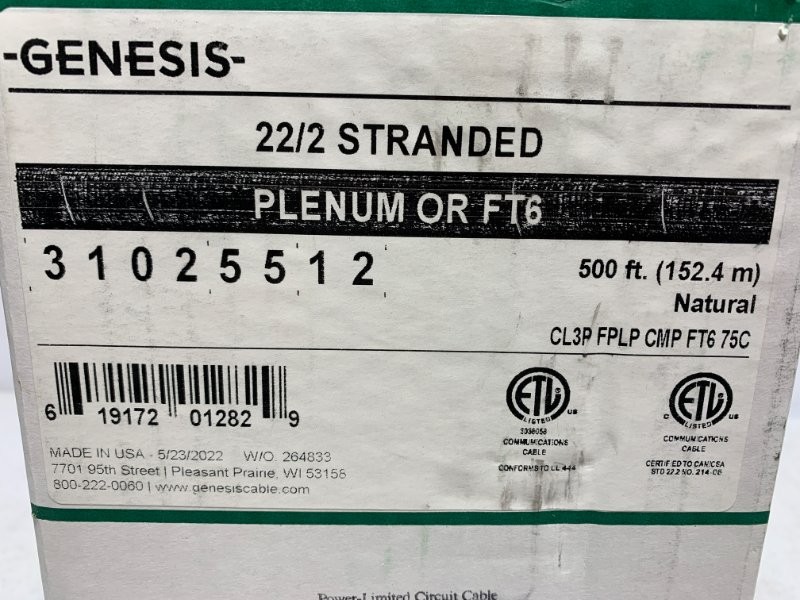 -GENESIS-
22/2 STRANDED
PLENUM OR FT6
31025512
500 ft. (152.4 m)
Natural
CL3P FPLP CMP FT6 75C
6 19172 01282 9
MADE IN USA - 5/23/2022 W/O. 264833
7701 95th Street | Pleasant Prairie, WI 53158
800-222-0060 | www.genesiscable.com
ETL
LISTED
US
COMMUNICATIONS
CABLE
CONFORMS TO UL 444
C ETL US
LISTED
COMMUNICATIONS
CABLE
CERTIFIED TO CAN/CSA
STD 22.2 NO. 214-08
Power-Limited Circuit Cable